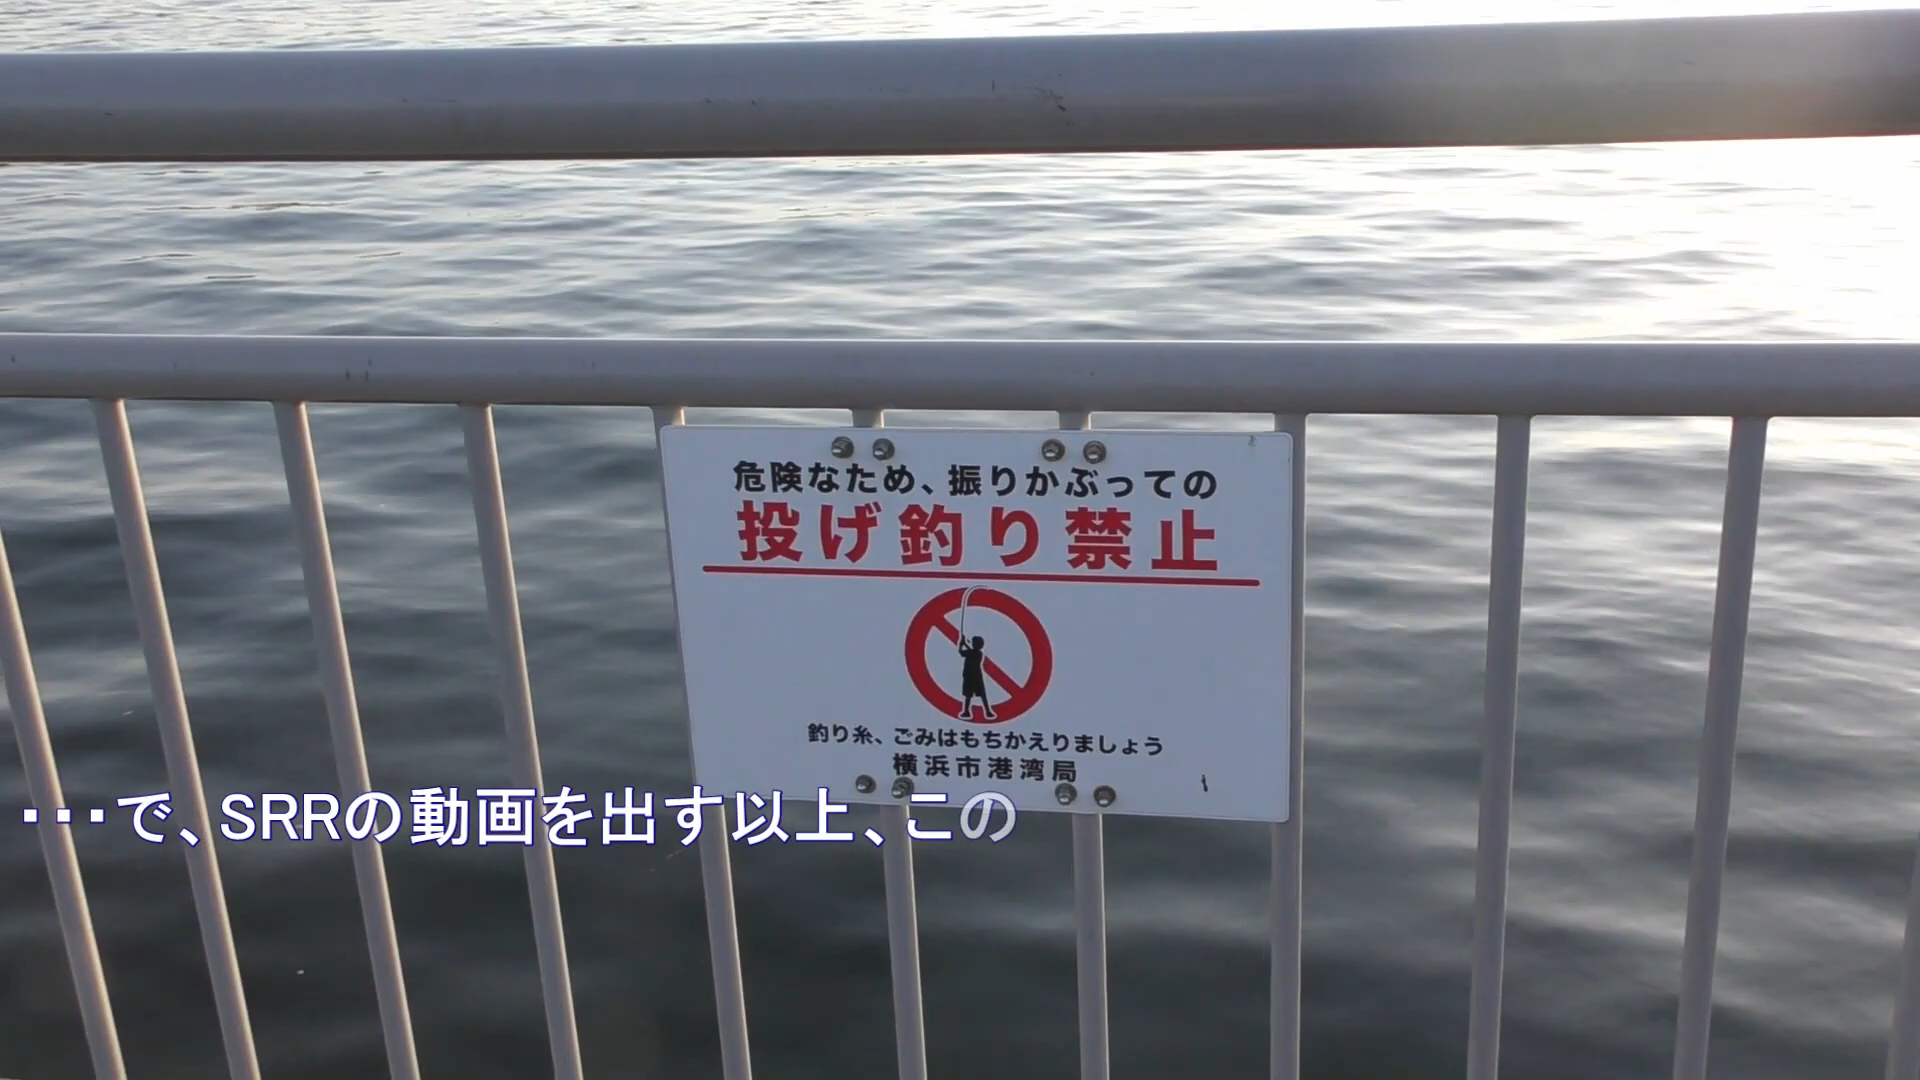 危険なため、振りかぶっての
投げ釣り禁止
釣り糸、ごみはもちかえりましょう
横浜市港湾局
・・・で、SRRの動画を出す以上、この